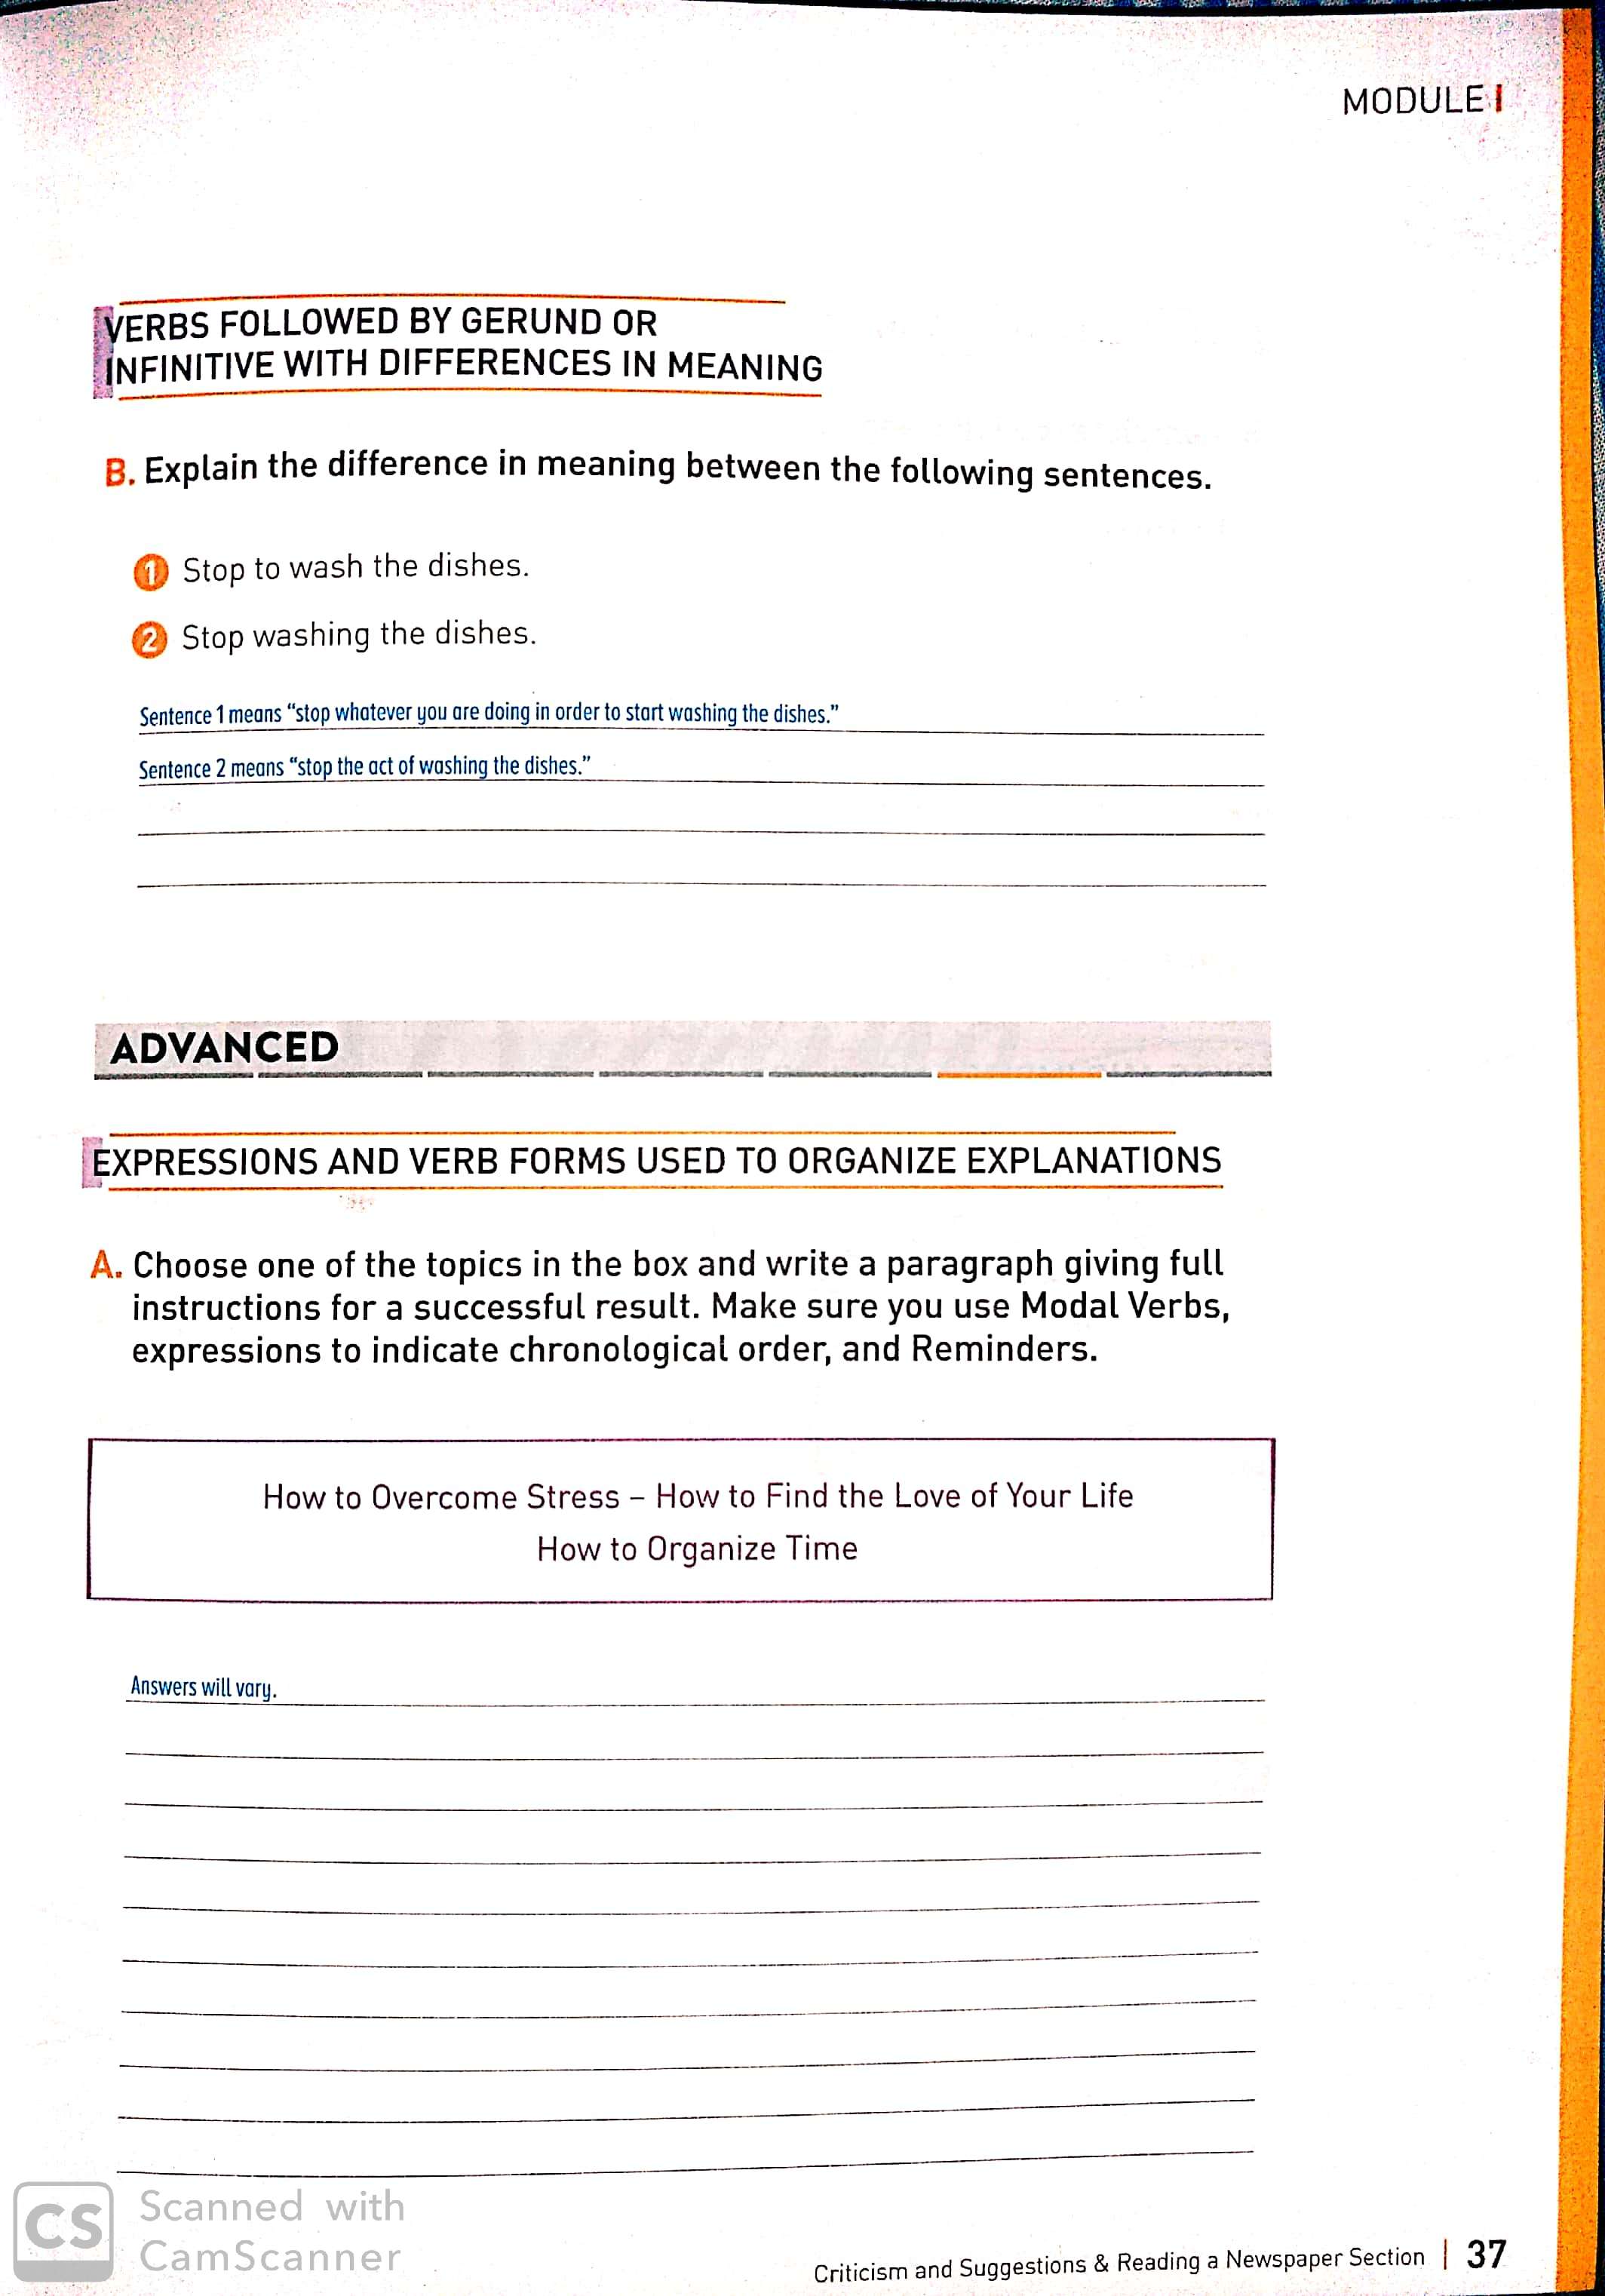 MODULE I
VERBS FOLLOWED BY GERUND OR
INFINITIVE WITH DIFFERENCES IN MEANING
B. Explain the difference in meaning between the following sentences.
1 Stop to wash the dishes.
2 Stop washing the dishes.
Sentence 1 means “stop whatever you are doing in order to start washing the dishes.”
Sentence 2 means “stop the act of washing the dishes.”
ADVANCED
EXPRESSIONS AND VERB FORMS USED TO ORGANIZE EXPLANATIONS
A. Choose one of the topics in the box and write a paragraph giving full
instructions for a successful result. Make sure you use Modal Verbs,
expressions to indicate chronological order, and Reminders.
How to Overcome Stress – How to Find the Love of Your Life
How to Organize Time
Answers will vary.
CS Scanned with
CamScanner
Criticism and Suggestions & Reading a Newspaper Section | 37